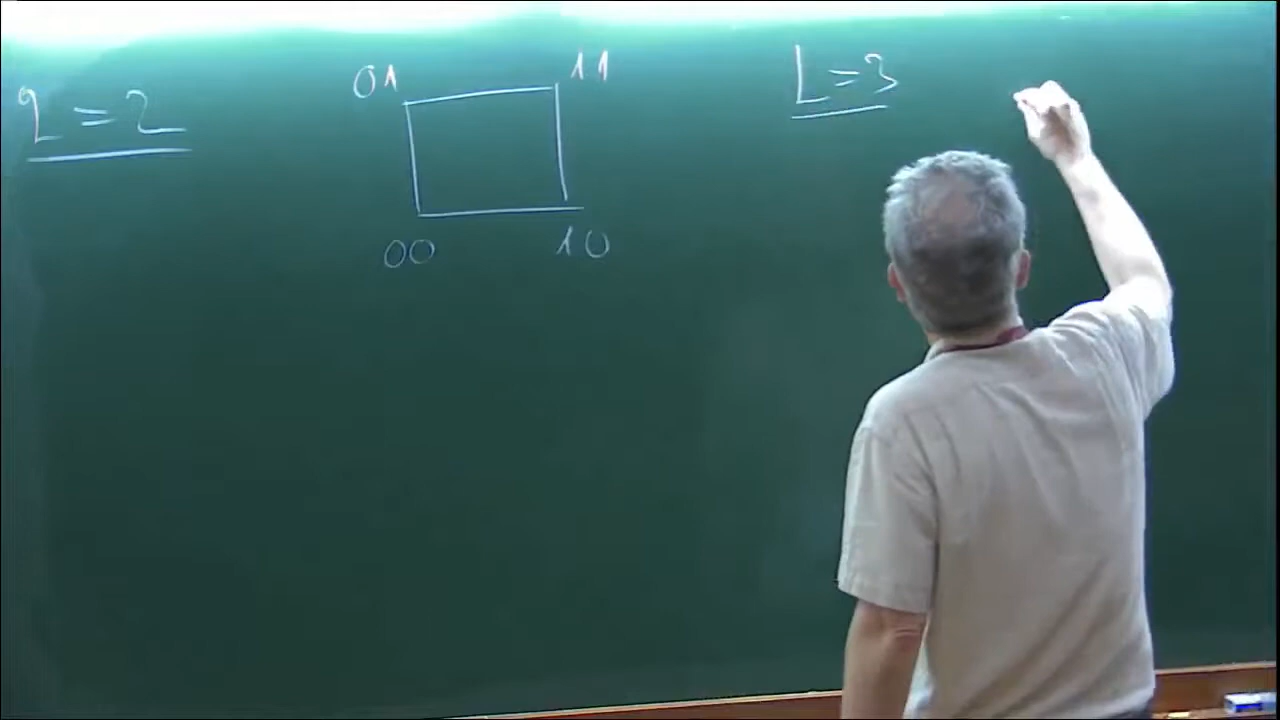 L = 2
01 11
00 10
L = 3